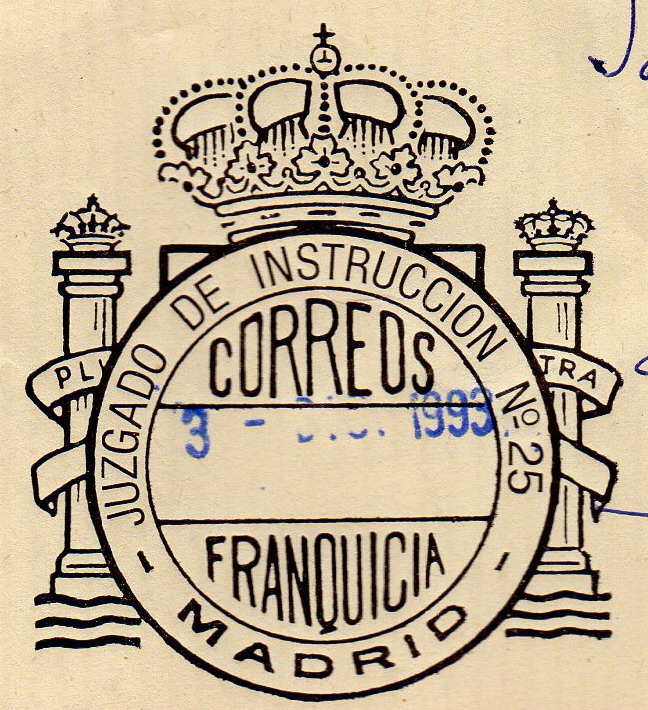 JUZGADO DE INSTRUCCION Nº 25
CORREOS
PLV TRA
3 - DIC. 1993
FRANQUICIA
- MADRID -